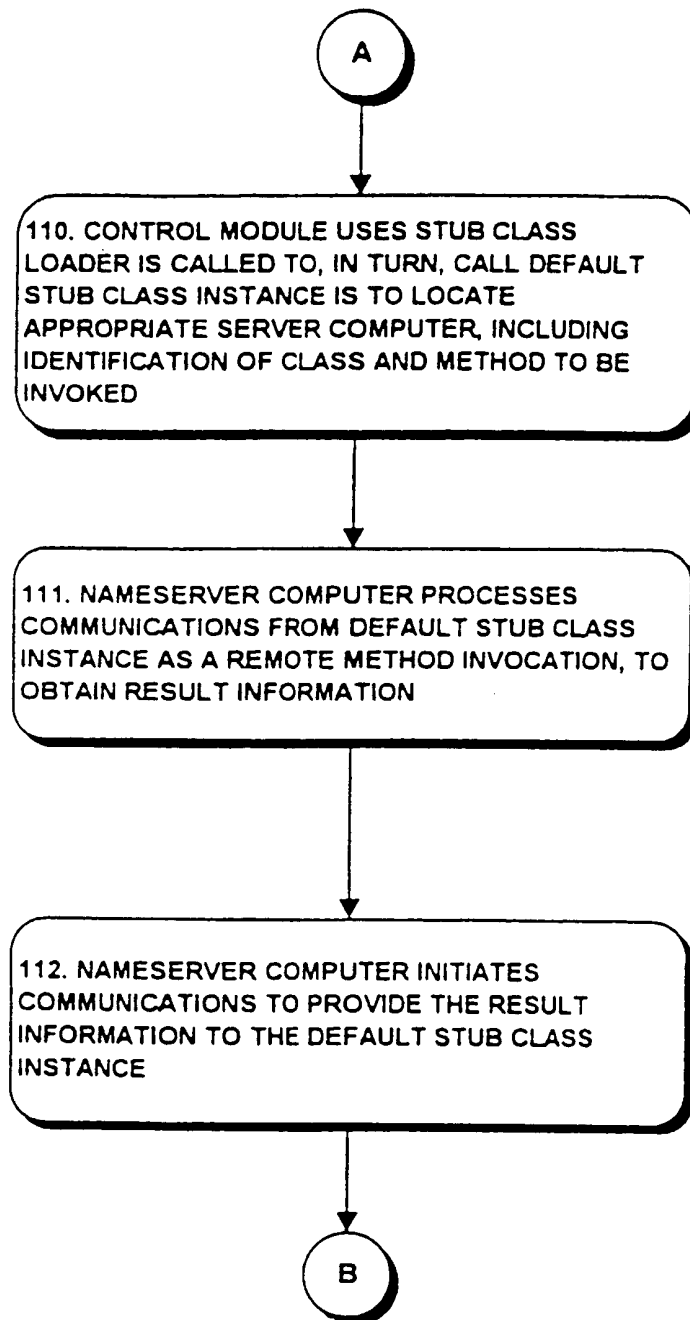 A
110. CONTROL MODULE USES STUB CLASS
LOADER IS CALLED TO, IN TURN, CALL DEFAULT
STUB CLASS INSTANCE IS TO LOCATE
APPROPRIATE SERVER COMPUTER, INCLUDING
IDENTIFICATION OF CLASS AND METHOD TO BE
INVOKED
111. NAMESERVER COMPUTER PROCESSES
COMMUNICATIONS FROM DEFAULT STUB CLASS
INSTANCE AS A REMOTE METHOD INVOCATION, TO
OBTAIN RESULT INFORMATION
112. NAMESERVER COMPUTER INITIATES
COMMUNICATIONS TO PROVIDE THE RESULT
INFORMATION TO THE DEFAULT STUB CLASS
INSTANCE
B